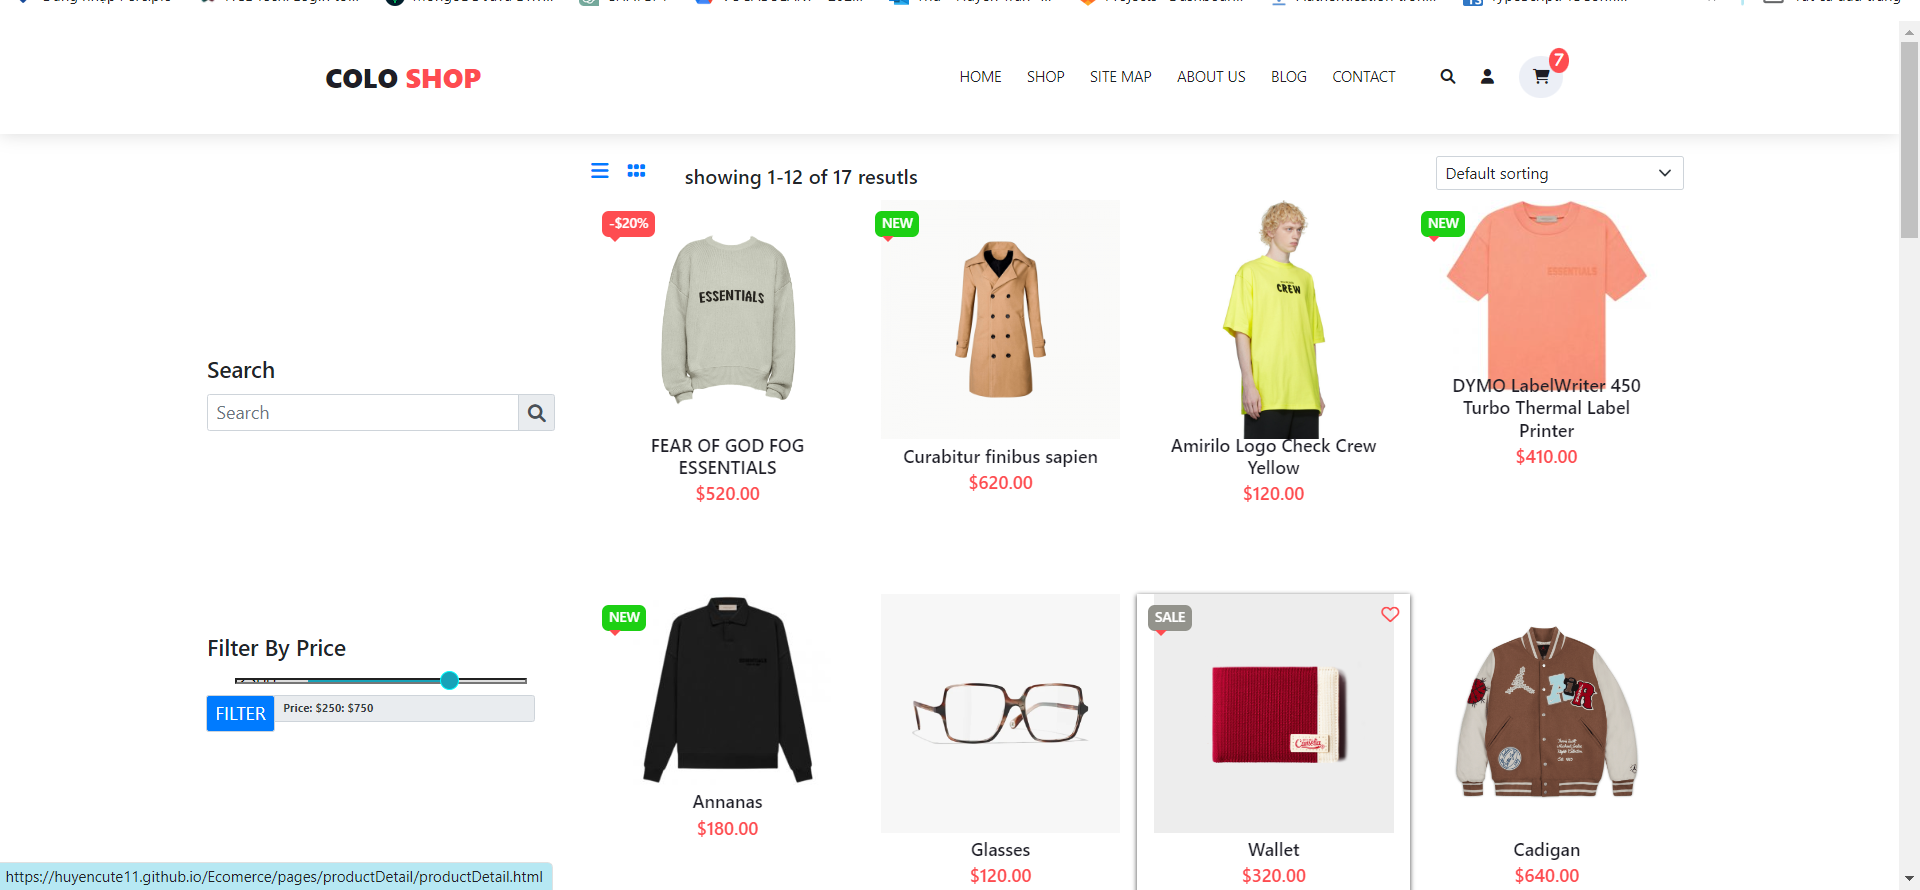 COLO SHOP
HOME
SHOP
SITE MAP
ABOUT US
BLOG
CONTACT
7
showing 1-12 of 17 resutls
Default sorting
-$20%
ESSENTIALS
FEAR OF GOD FOG
ESSENTIALS
$520.00
NEW
Curabitur finibus sapien
$620.00
CREW
Amirilo Logo Check Crew
Yellow
$120.00
NEW
ESSENTIALS
DYMO LabelWriter 450
Turbo Thermal Label
Printer
$410.00
Search
Search
Filter By Price
FILTER
Price: $250: $750
NEW
Annanas
$180.00
Glasses
$120.00
SALE
Wallet
$320.00
Cadigan
$640.00
https://huyencute11.github.io/Ecomerce/pages/productDetail/productDetail.html